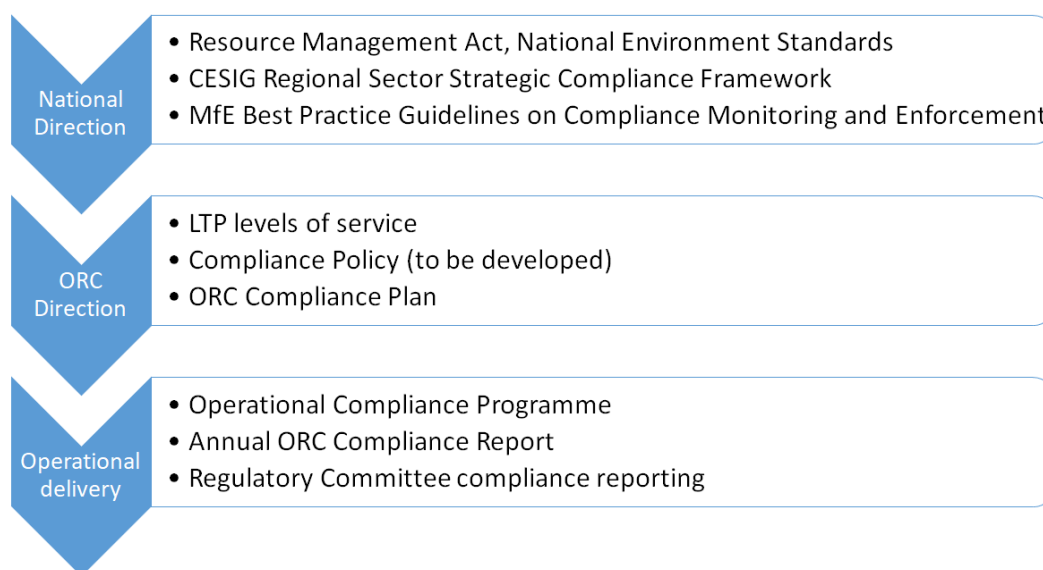 National
Direction
• Resource Management Act, National Environment Standards
• CESIG Regional Sector Strategic Compliance Framework
• MfE Best Practice Guidelines on Compliance Monitoring and Enforcement
ORC
Direction
• LTP levels of service
• Compliance Policy (to be developed)
• ORC Compliance Plan
Operational
delivery
• Operational Compliance Programme
• Annual ORC Compliance Report
• Regulatory Committee compliance reporting